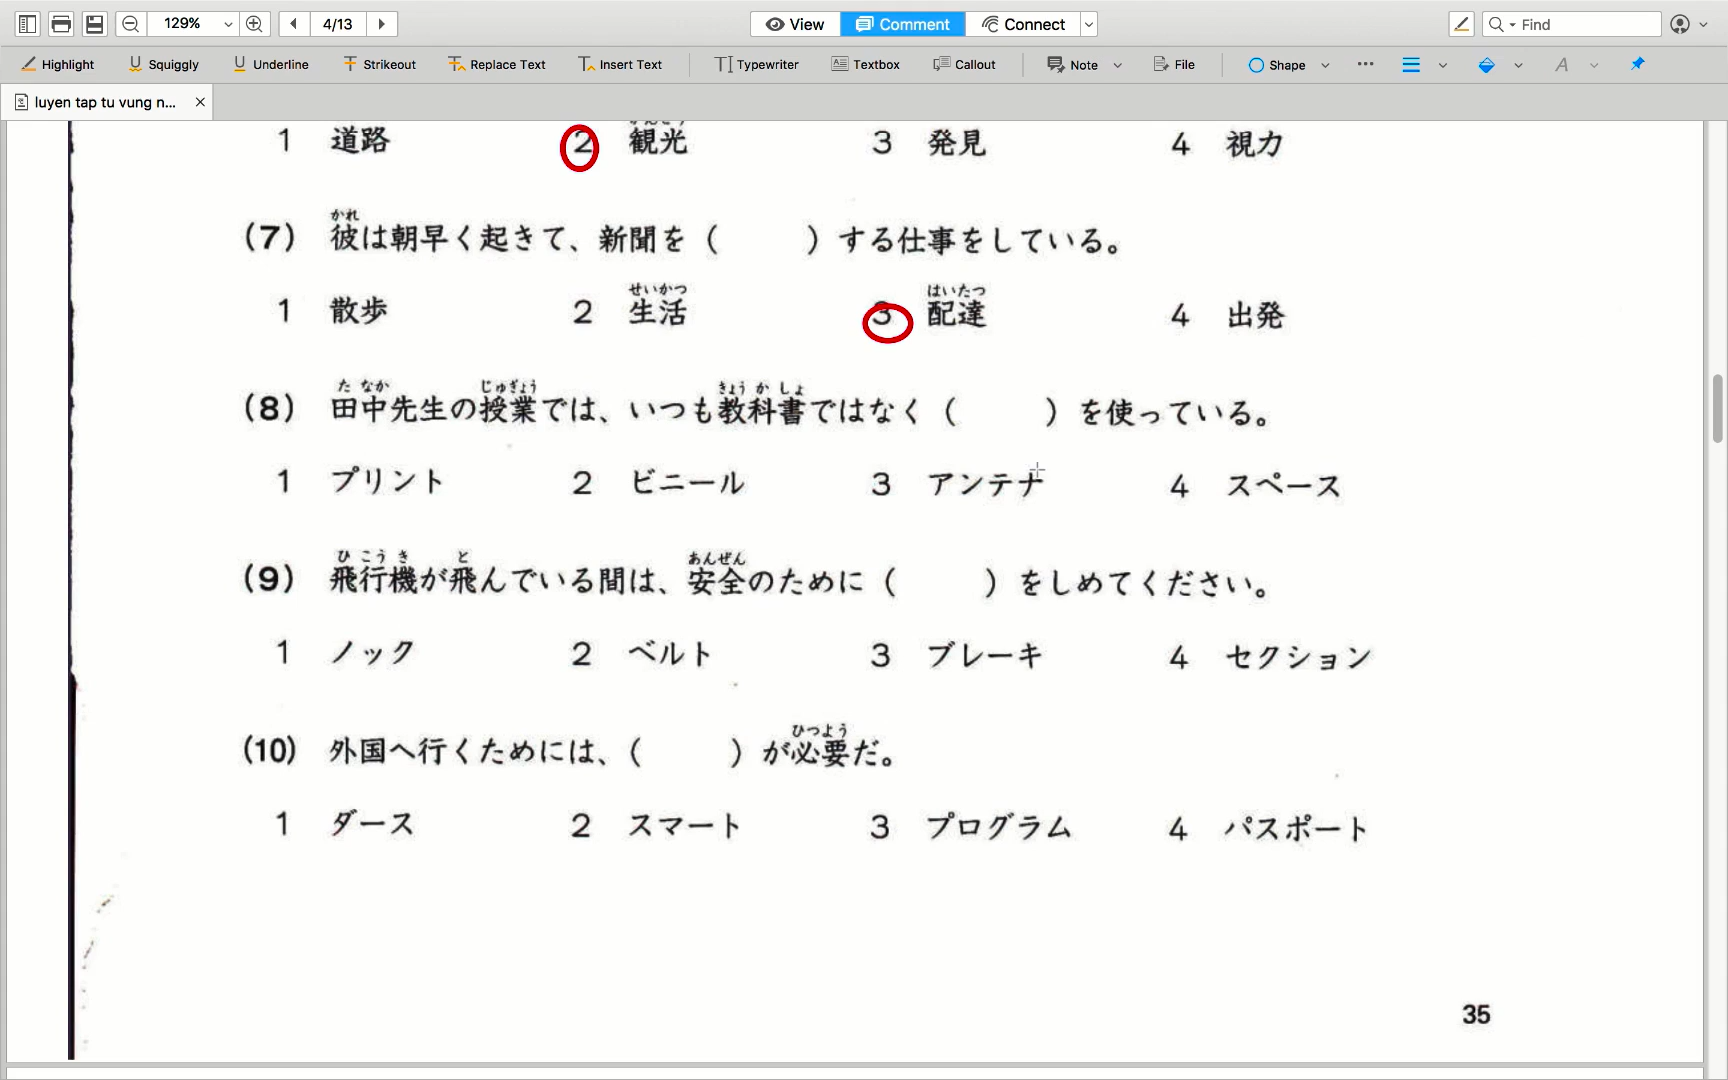 129%
4/13
View
Comment
Connect
Find
Highlight
Squiggly
Underline
Strikeout
Replace Text
Insert Text
Typewriter
Textbox
Callout
Note
File
Shape
luyen tap tu vung n...
1 道路 2 観光 3 発見 4 視力
かれ
(7) 彼は朝早く起きて、新聞を（ ）する仕事をしている。
せいかつ はいたつ
1 散歩 2 生活 3 配達 4 出発
た なか じゅぎょう きょう か しょ
(8) 田中先生の授業では、いつも教科書ではなく（ ）を使っている。
1 プリント 2 ビニール 3 アンテナ 4 スペース
ひ こう き と あんぜん
(9) 飛行機が飛んでいる間は、安全のために（ ）をしめてください。
1 ノック 2 ベルト 3 ブレーキ 4 セクション
ひつよう
(10) 外国へ行くためには、（ ）が必要だ。
1 ダース 2 スマート 3 プログラム 4 パスポート
35